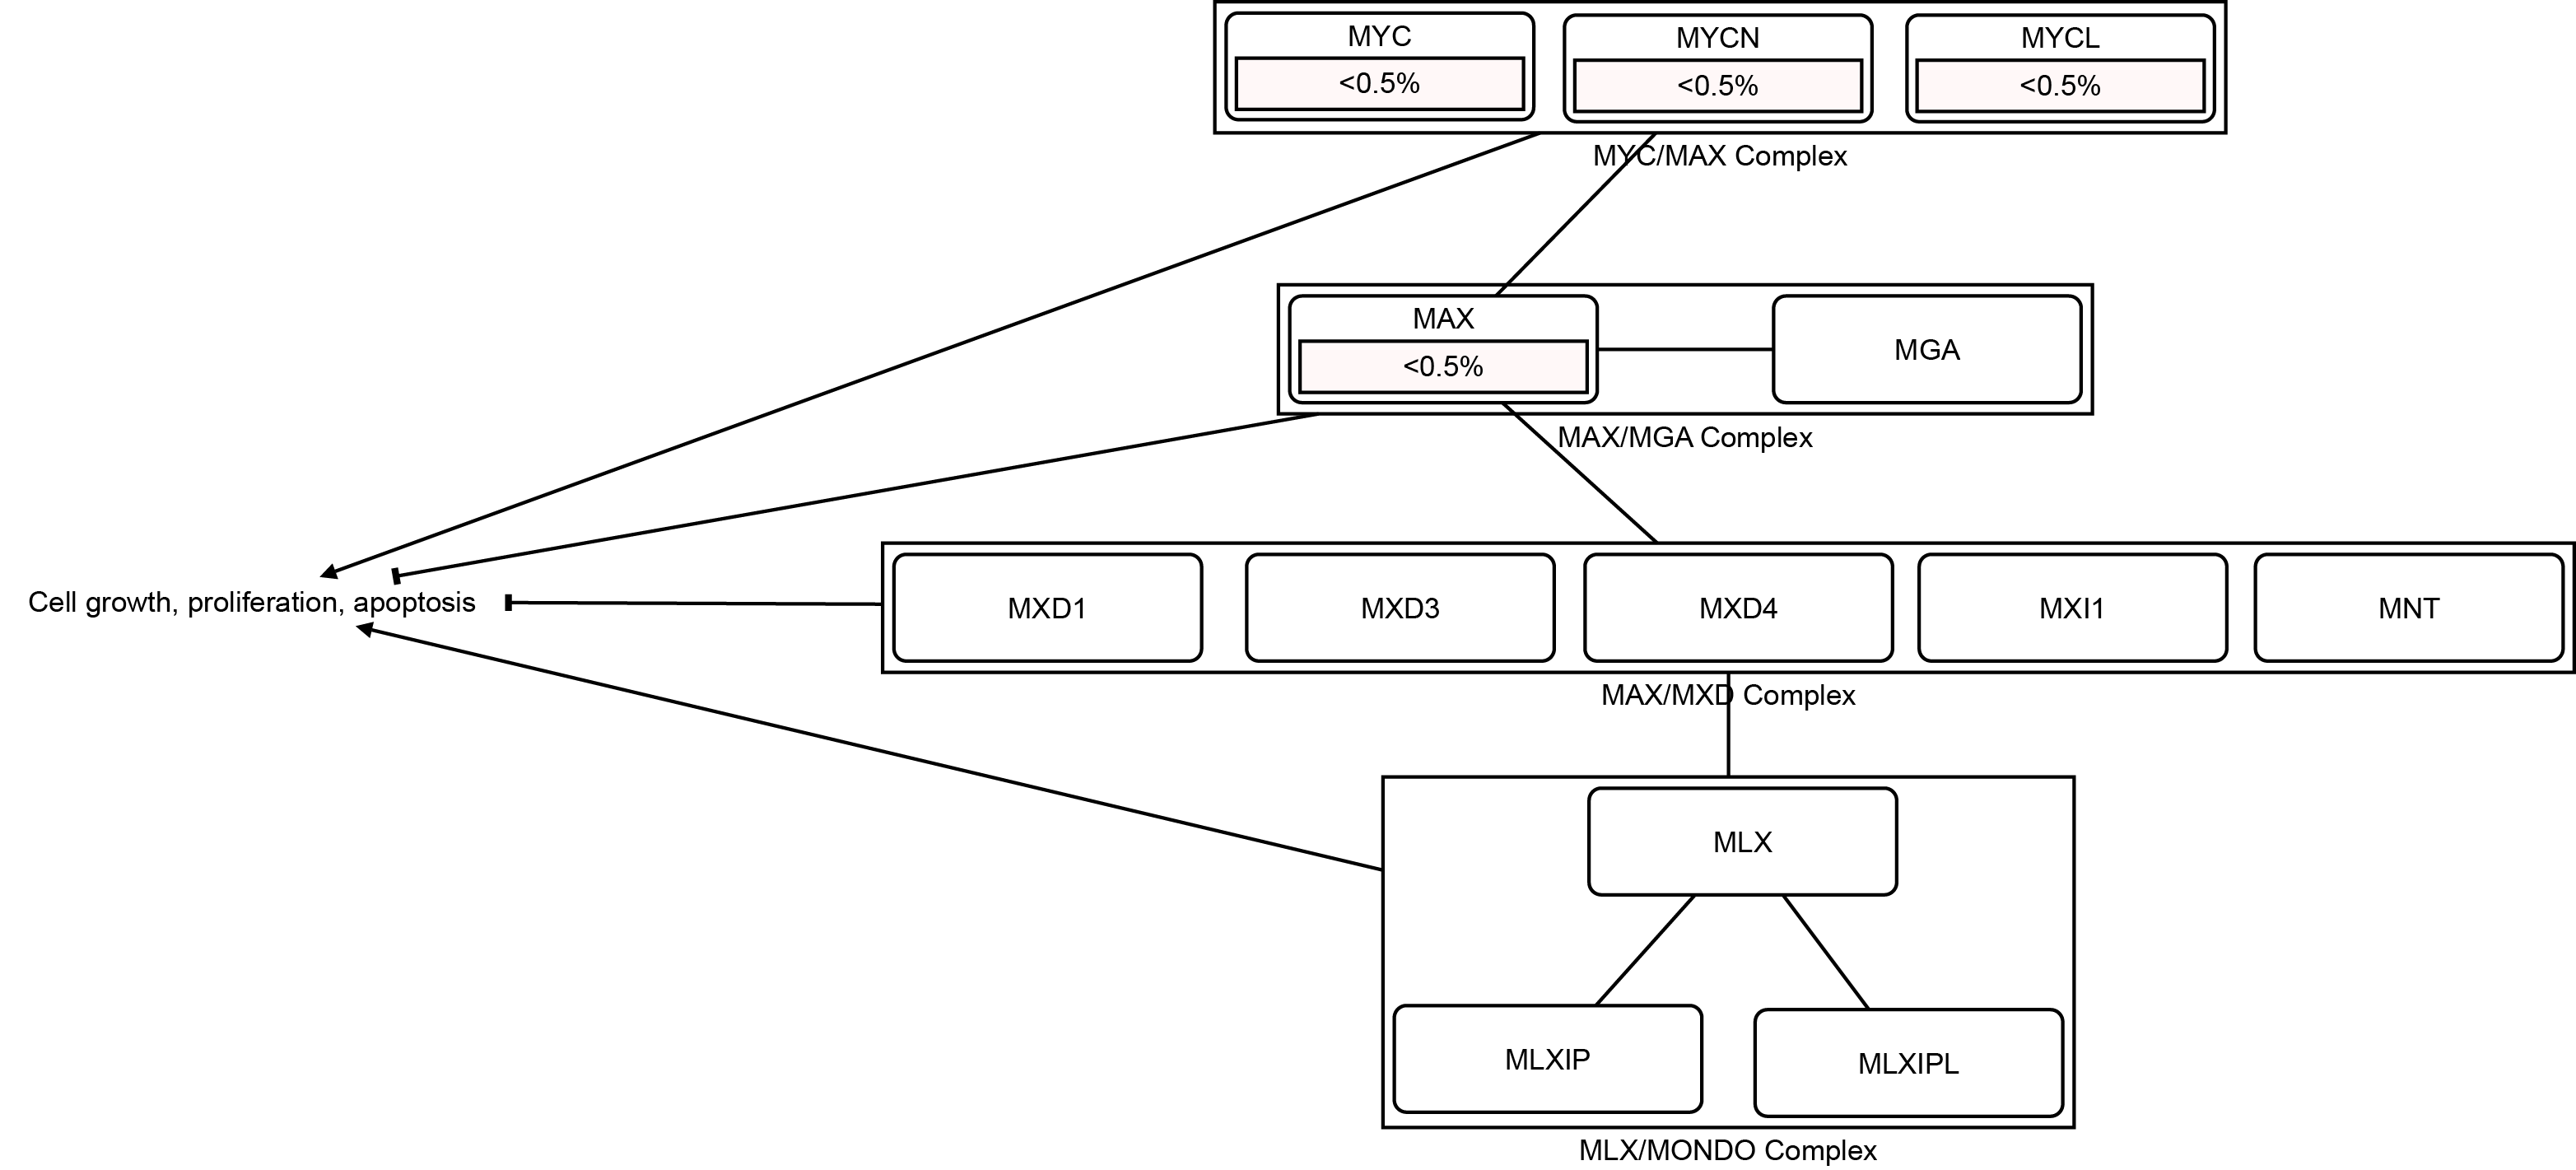 MYC
<0.5%
MYCN
<0.5%
MYCL
<0.5%
MYC/MAX Complex
MAX
<0.5%
MGA
MAX/MGA Complex
Cell growth, proliferation, apoptosis
MXD1
MXD3
MXD4
MXI1
MNT
MAX/MXD Complex
MLX
MLXIP
MLXIPL
MLX/MONDO Complex